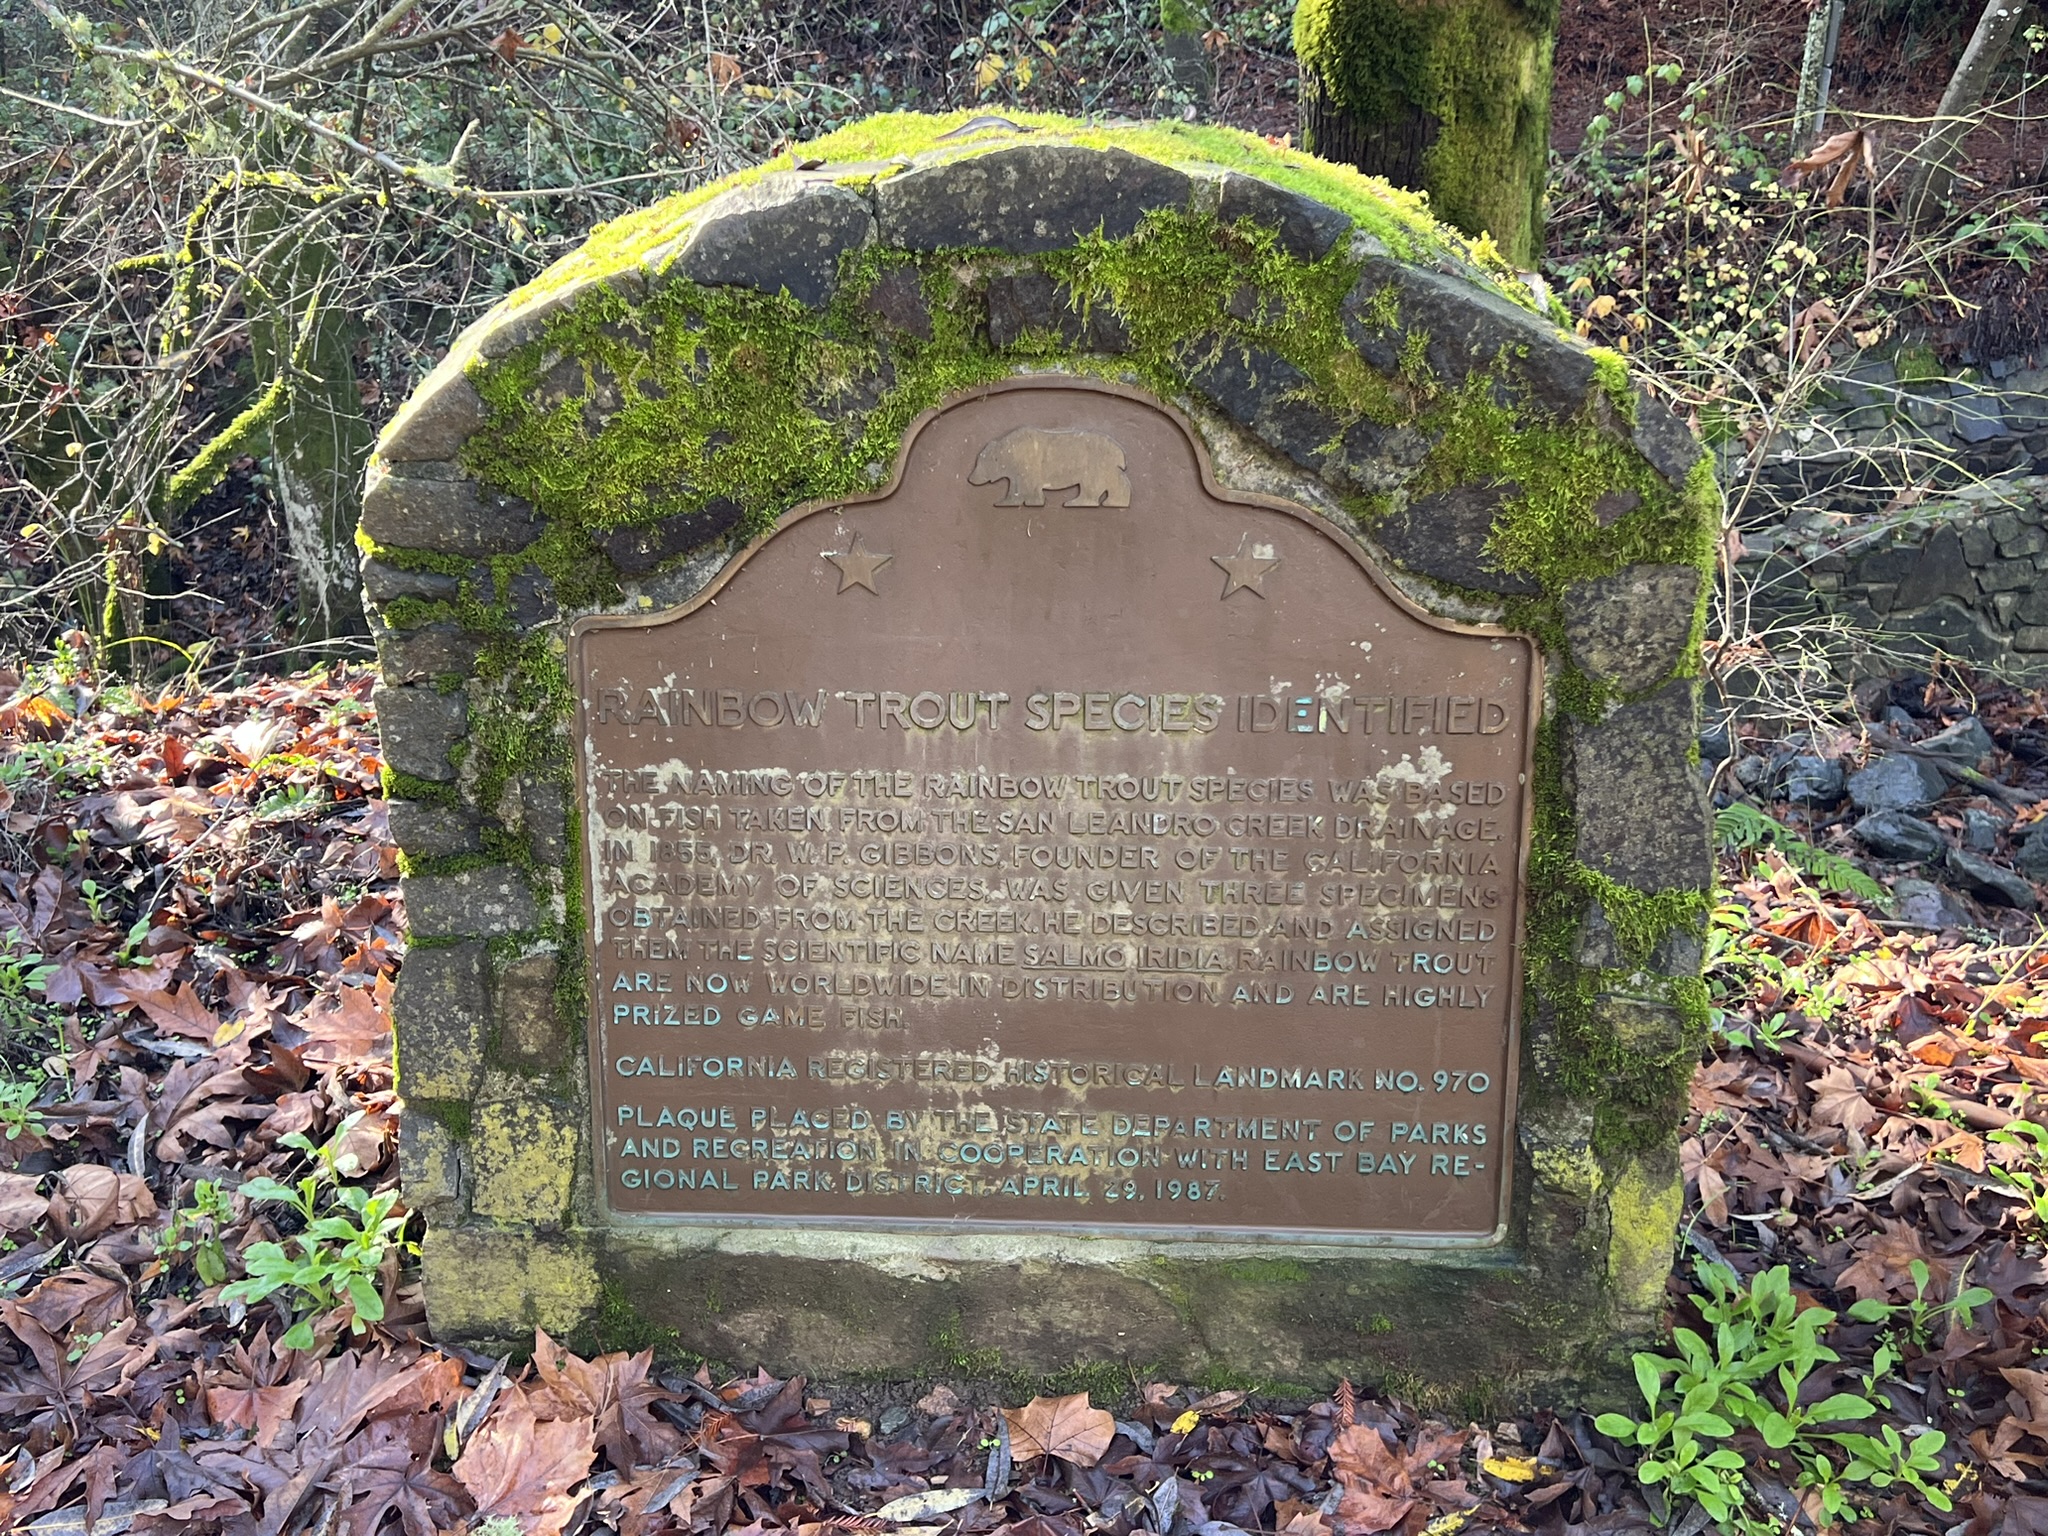 RAINBOW TROUT SPECIES IDENTIFIED
THE NAMING OF THE RAINBOW TROUT SPECIES WAS BASED
ON FISH TAKEN FROM THE SAN LEANDRO CREEK DRAINAGE.
IN 1855, DR. W. P. GIBBONS, FOUNDER OF THE CALIFORNIA
ACADEMY OF SCIENCES, WAS GIVEN THREE SPECIMENS
OBTAINED FROM THE CREEK. HE DESCRIBED AND ASSIGNED
THEM THE SCIENTIFIC NAME SALMO IRIDIA. RAINBOW TROUT
ARE NOW WORLDWIDE IN DISTRIBUTION AND ARE HIGHLY
PRIZED GAME FISH.
CALIFORNIA REGISTERED HISTORICAL LANDMARK NO. 970
PLAQUE PLACED BY THE STATE DEPARTMENT OF PARKS
AND RECREATION IN COOPERATION WITH EAST BAY RE-
GIONAL PARK DISTRICT, APRIL 29, 1987.